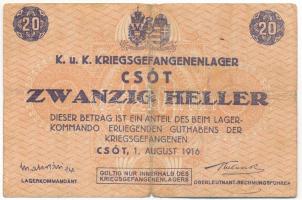 20 20
K. u. K. KRIEGSGEFANGENENLAGER
CSÓT
ZWANZIG HELLER
DIESER BETRAG IST EIN ANTEIL DES BEIM LAGER-
KOMMANDO ERLIEGENDEN GUTHABENS DER
KRIEGSGEFANGENEN
CSÓT, 1. AUGUST 1916
LAGERKOMMANDANT
GÜLTIG NUR INNERHALB DES
KRIEGSGEFANGENENLAGERS
OBERLEUTNANT-RECHNUNGSFÜHRER